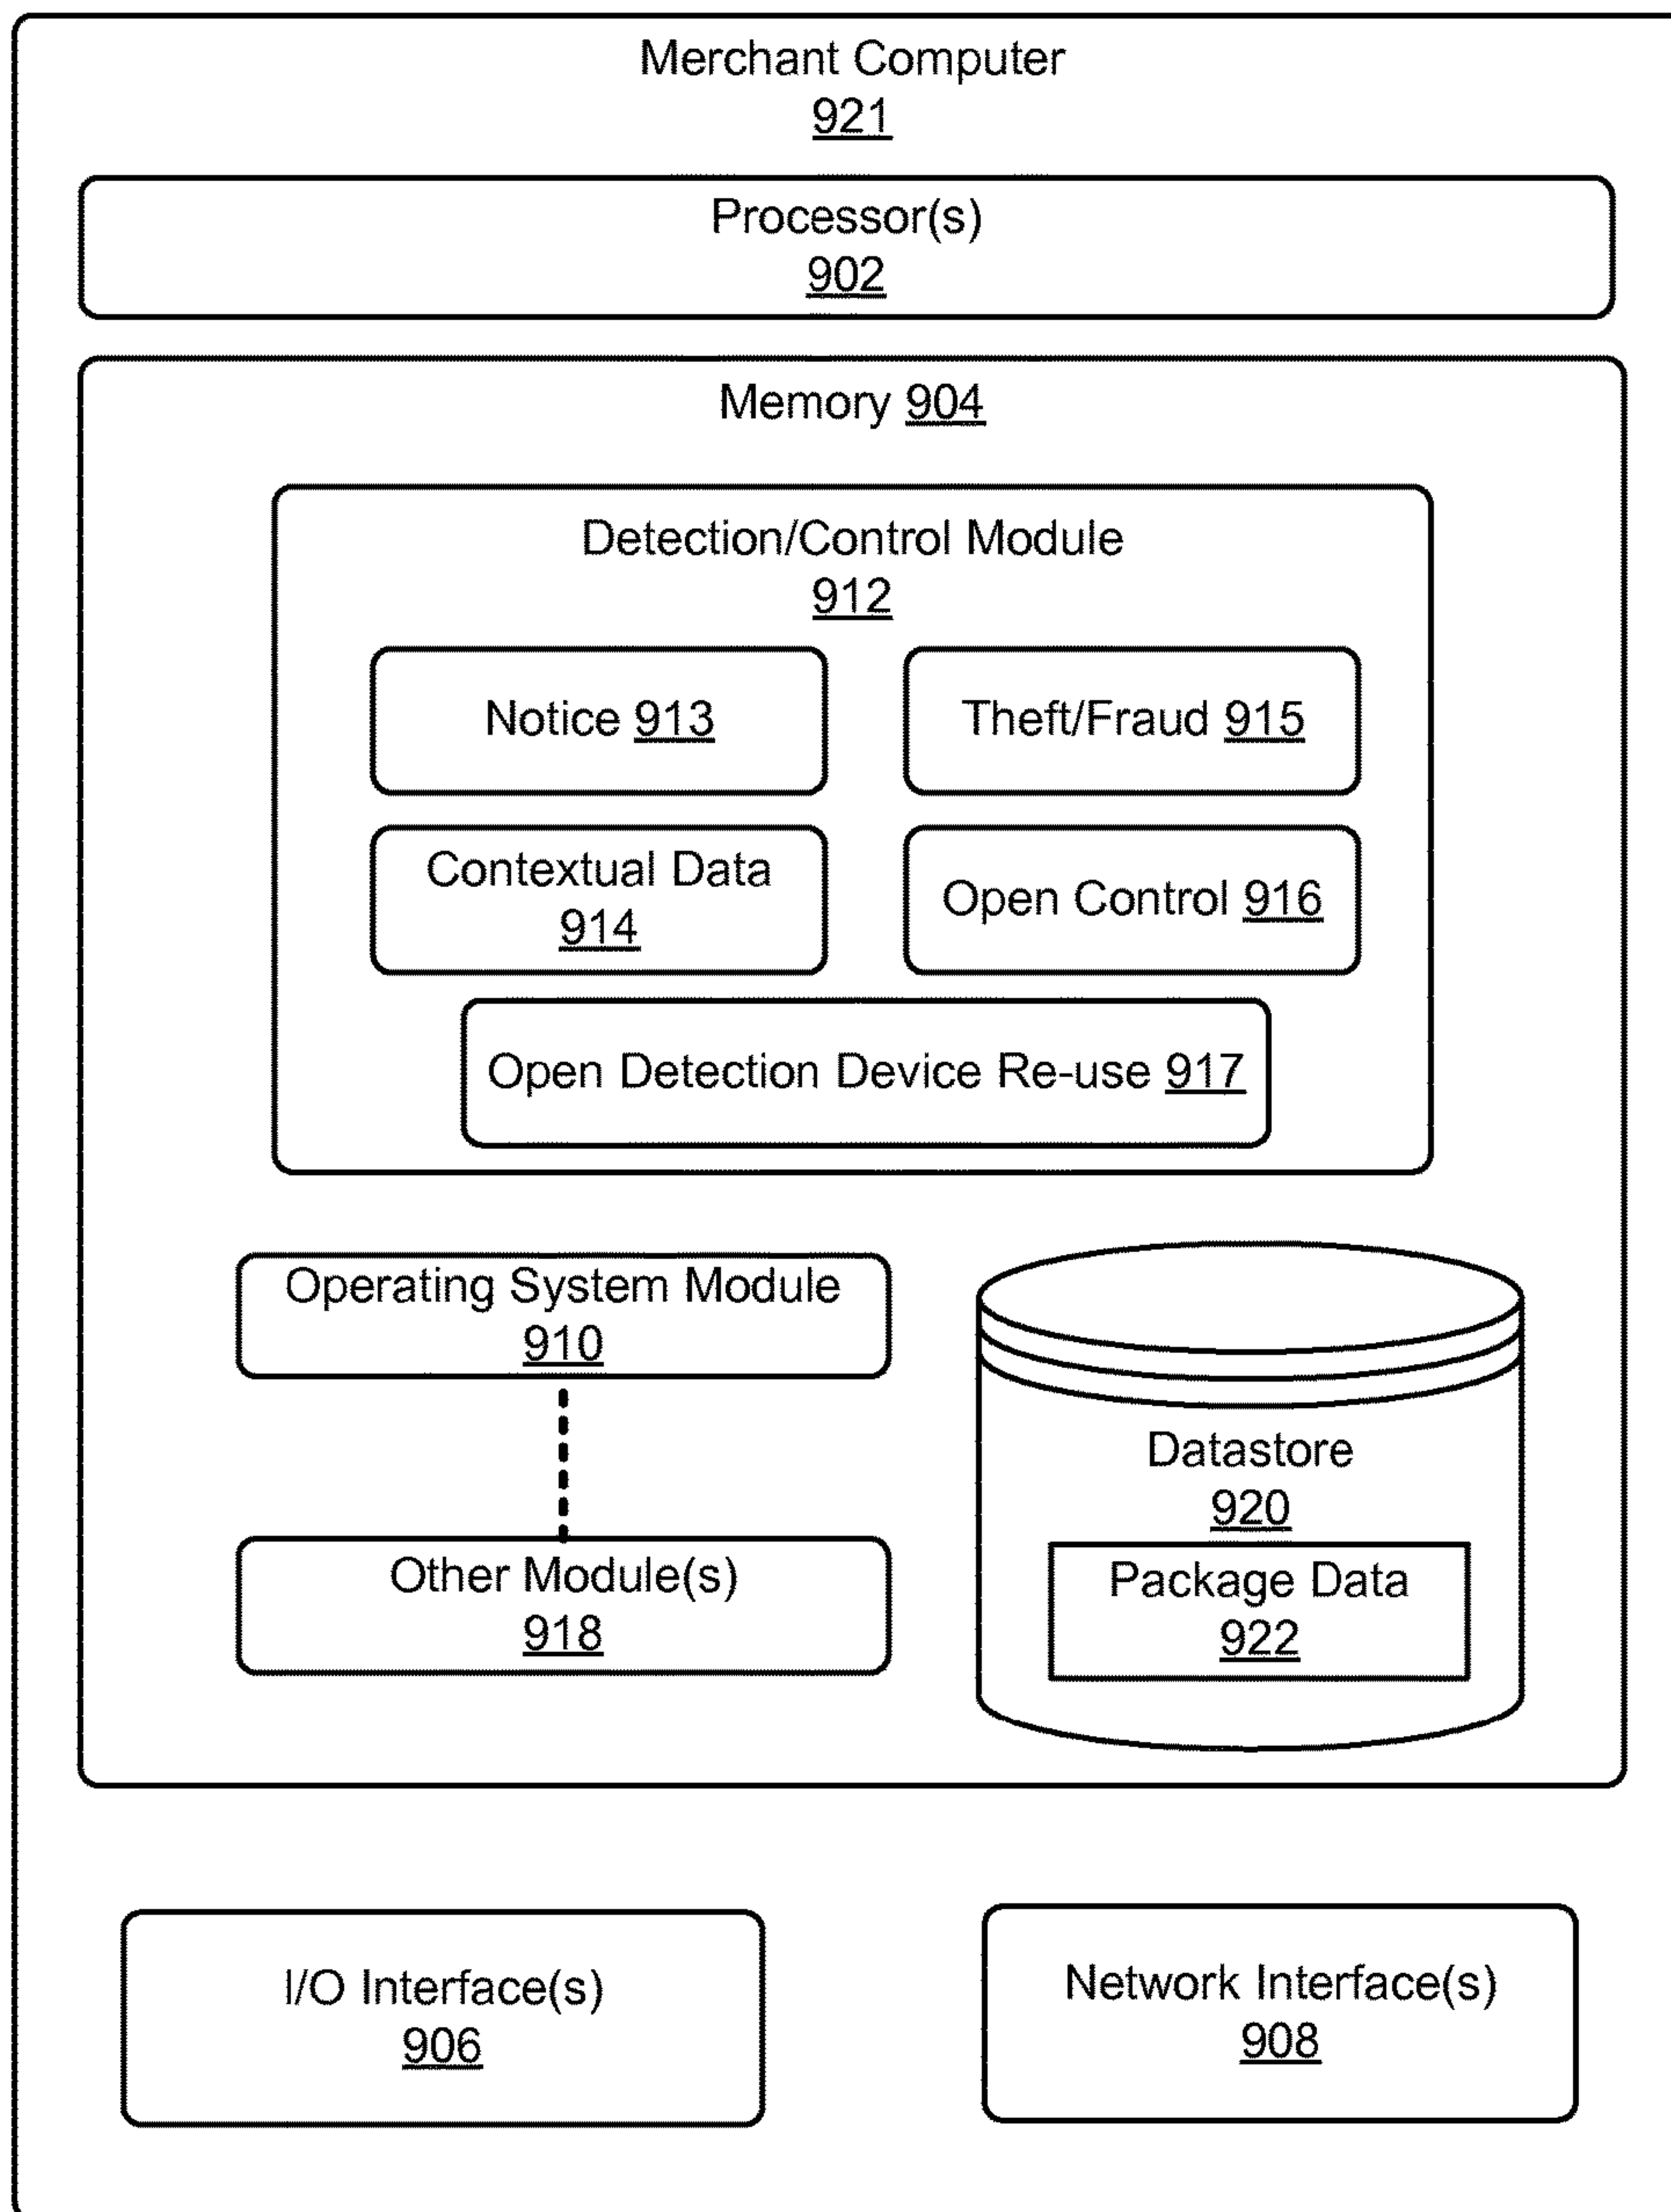 Merchant Computer
921
Processor(s)
902
Memory 904
Detection/Control Module
912
Notice 913
Theft/Fraud 915
Contextual Data
914
Open Control 916
Open Detection Device Re-use 917
Operating System Module
910
Datastore
920
Other Module(s)
918
Package Data
922
I/O Interface(s)
906
Network Interface(s)
908